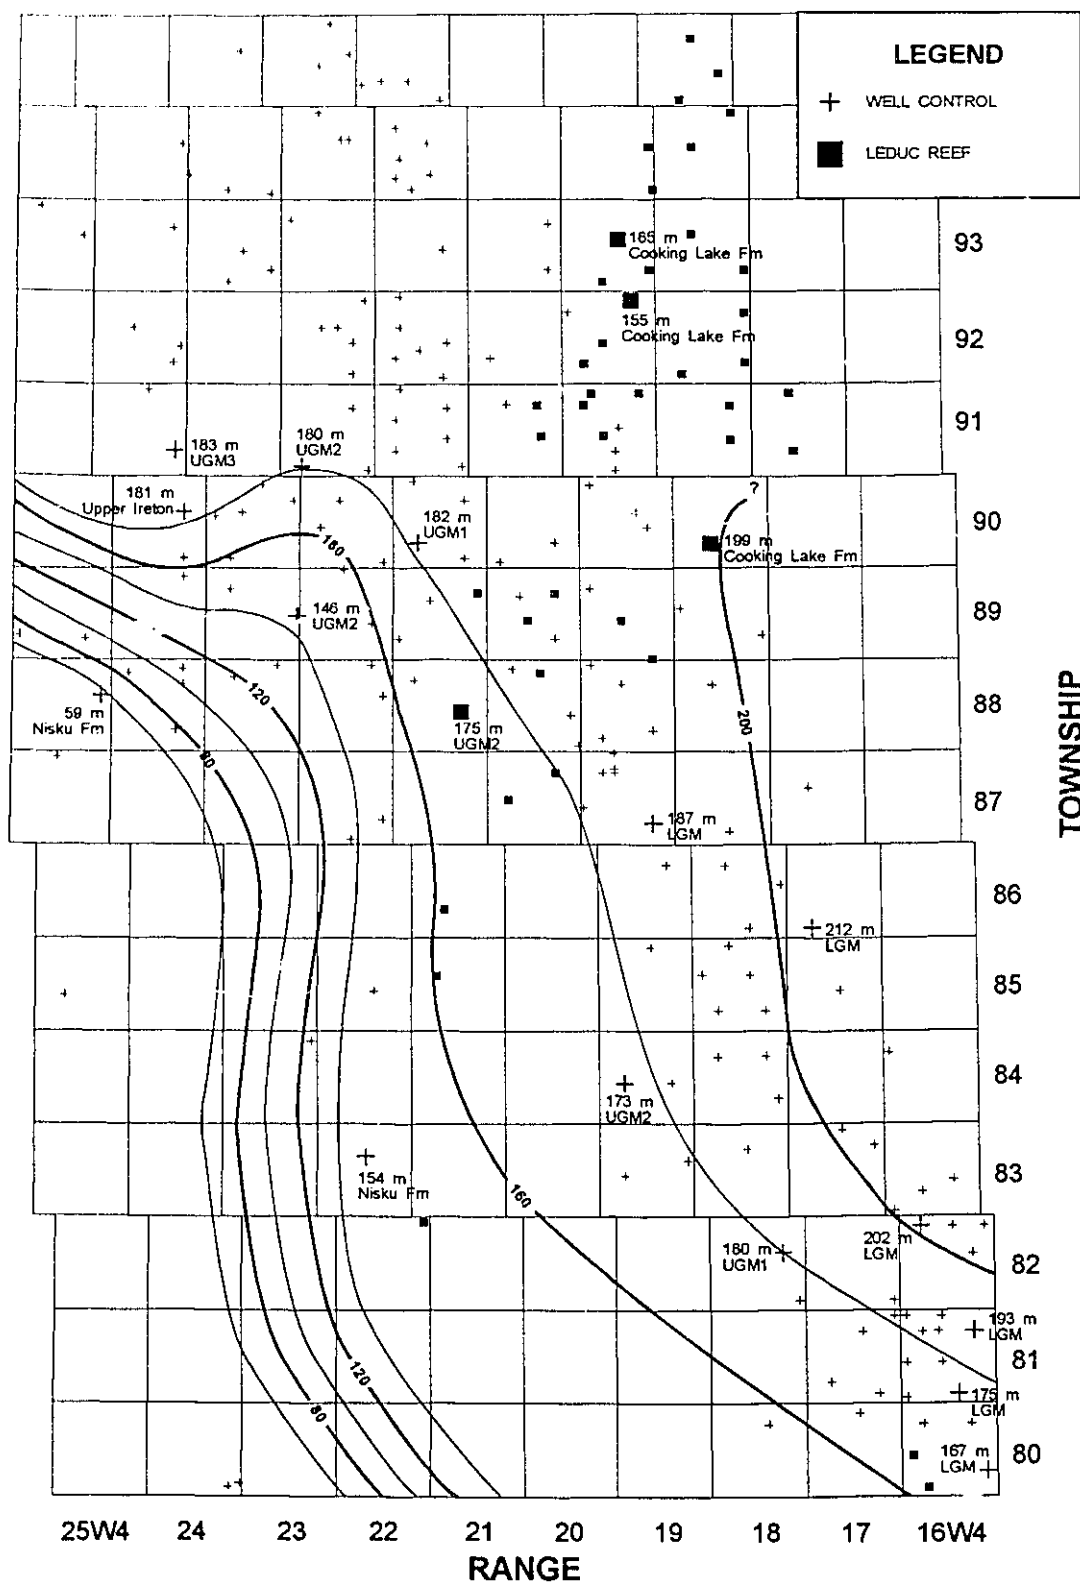 LEGEND
WELL CONTROL
LEDUC REEF
165 m
Cooking Lake Fm
93
155 m
Cooking Lake Fm
92
91
180 m
UGM2
183 m
UGM3
181 m
Upper Ireton
182 m
UGM1
?
90
199 m
Cooking Lake Fm
160
146 m
UGM2
89
120
59 m
Nisku Fm
175 m
UGM2
200
88
80
87
187 m
LGM
TOWNSHIP
86
212 m
LGM
85
84
173 m
UGM2
154 m
Nisku Fm
83
160
180 m
UGM1
202 m
LGM
82
193 m
LGM
81
120
175 m
LGM
80
167 m
LGM
80
25W4 24 23 22 21 20 19 18 17 16W4
RANGE